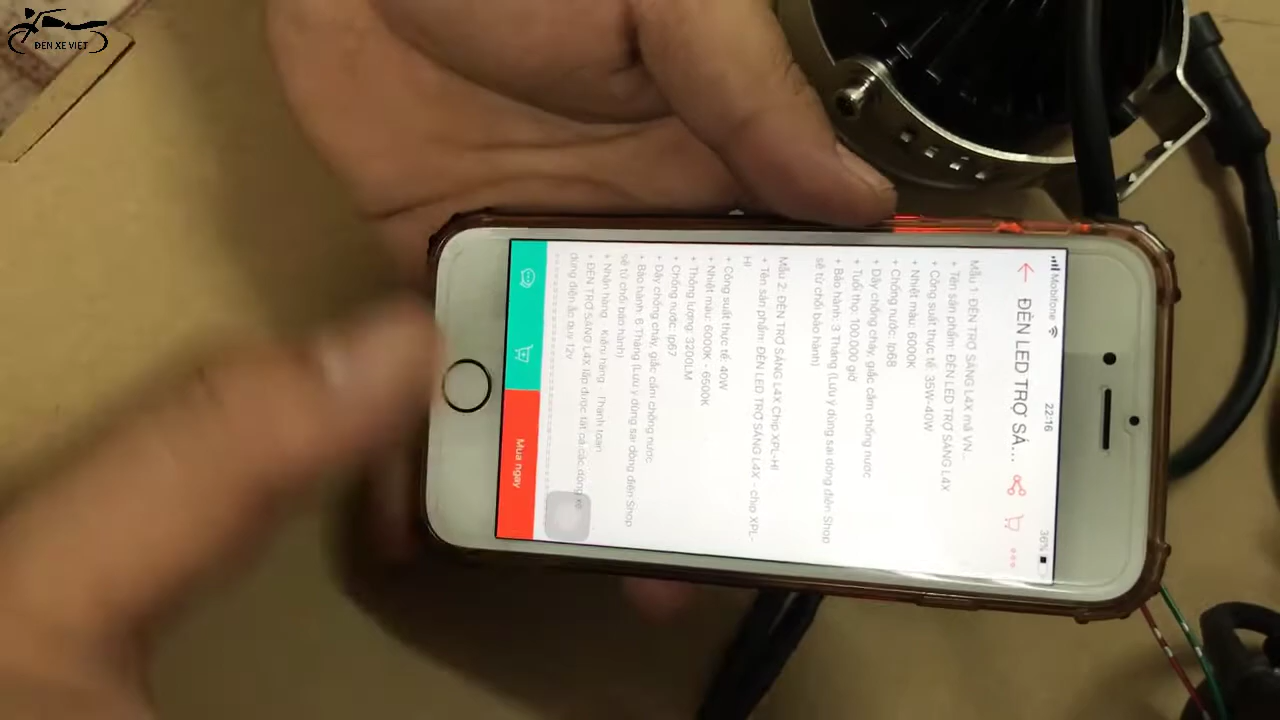 ĐEN XE VIET
Mobifone
22:16
36%
ĐÈN LED TRỢ SÁ...
Mẫu 1: ĐÈN TRỢ SÁNG L4X mã VN...
+ Tên sản phẩm: ĐÈN LED TRỢ SÁNG L4X
+ Công suất thực tế: 35W-40W
+ Nhiệt màu: 6000K
+ Chống nước: Ip68
+ Dây chống cháy, giắc cắm chống nước
+ Tuổi thọ: 100.000 giờ
+ Bảo hành: 3 Tháng (Lưu ý dùng sai dòng điện Shop
sẽ từ chối bảo hành)
Mẫu 2: ĐÈN TRỢ SÁNG L4X Chip XPL-HI
+ Tên sản phẩm: ĐÈN LED TRỢ SÁNG L4X - chip XPL-
HI
+ Công suất thực tế: 40W
+ Nhiệt màu: 6000K - 6500K
+ Thông lượng: 3200LM
+ Chống nước: Ip67
+ Dây chống cháy, giắc cắm chống nước
+ Bảo hành: 6 Tháng (Lưu ý dùng sai dòng điện Shop
sẽ từ chối bảo hành)
+ Nhận hàng - Kiểm hàng - Thanh toán
+ ĐÈN TRỢ SÁNG L4X lắp được tất cả các dòng xe
dùng điện ắc quy 12v
Mua ngay